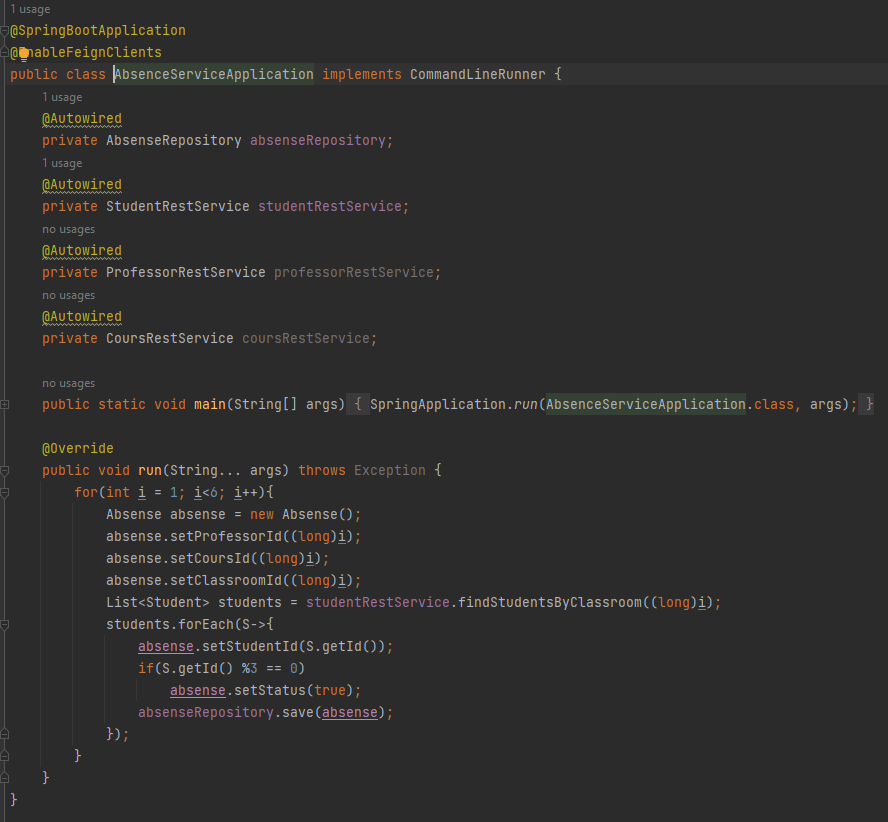 1 usage
@SpringBootApplication
@EnableFeignClients
public class AbsenceServiceApplication implements CommandLineRunner {
1 usage
@Autowired
private AbsenseRepository absenseRepository;
1 usage
@Autowired
private StudentRestService studentRestService;
no usages
@Autowired
private ProfessorRestService professorRestService;
no usages
@Autowired
private CoursRestService coursRestService;
no usages
public static void main(String[] args) { SpringApplication.run(AbsenceServiceApplication.class, args); }
@Override
public void run(String... args) throws Exception {
for(int i = 1; i<6; i++){
Absense absense = new Absense();
absense.setProfessorId((long)i);
absense.setCoursId((long)i);
absense.setClassroomId((long)i);
List<Student> students = studentRestService.findStudentsByClassroom((long)i);
students.forEach(S->{
absense.setStudentId(S.getId());
if(S.getId() %3 == 0)
absense.setStatus(true);
absenseRepository.save(absense);
});
}
}
}